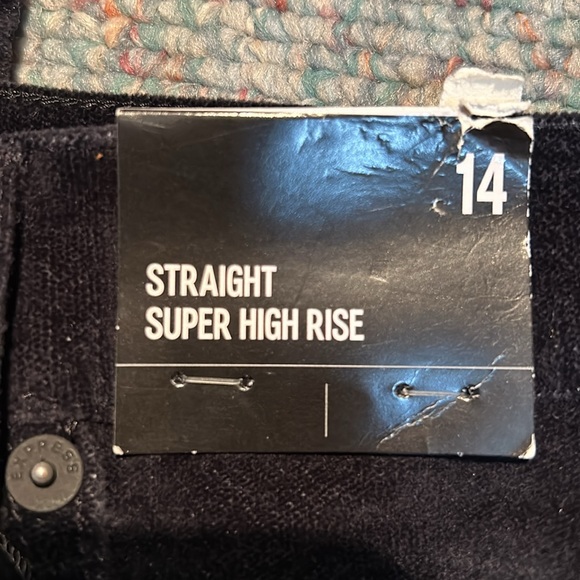 14
STRAIGHT
SUPER HIGH RISE
EXPRESS